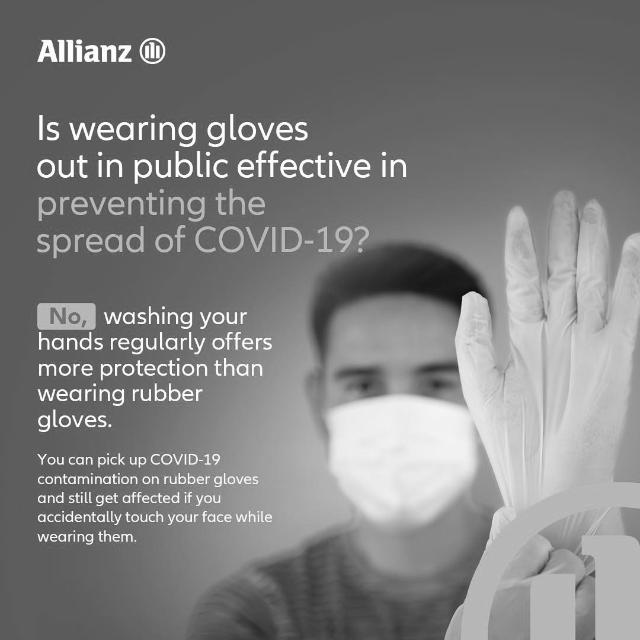 Allianz
Is wearing gloves
out in public effective in
preventing the
spread of COVID-19?
No, washing your
hands regularly offers
more protection than
wearing rubber
gloves.
You can pick up COVID-19
contamination on rubber gloves
and still get affected if you
accidentally touch your face while
wearing them.